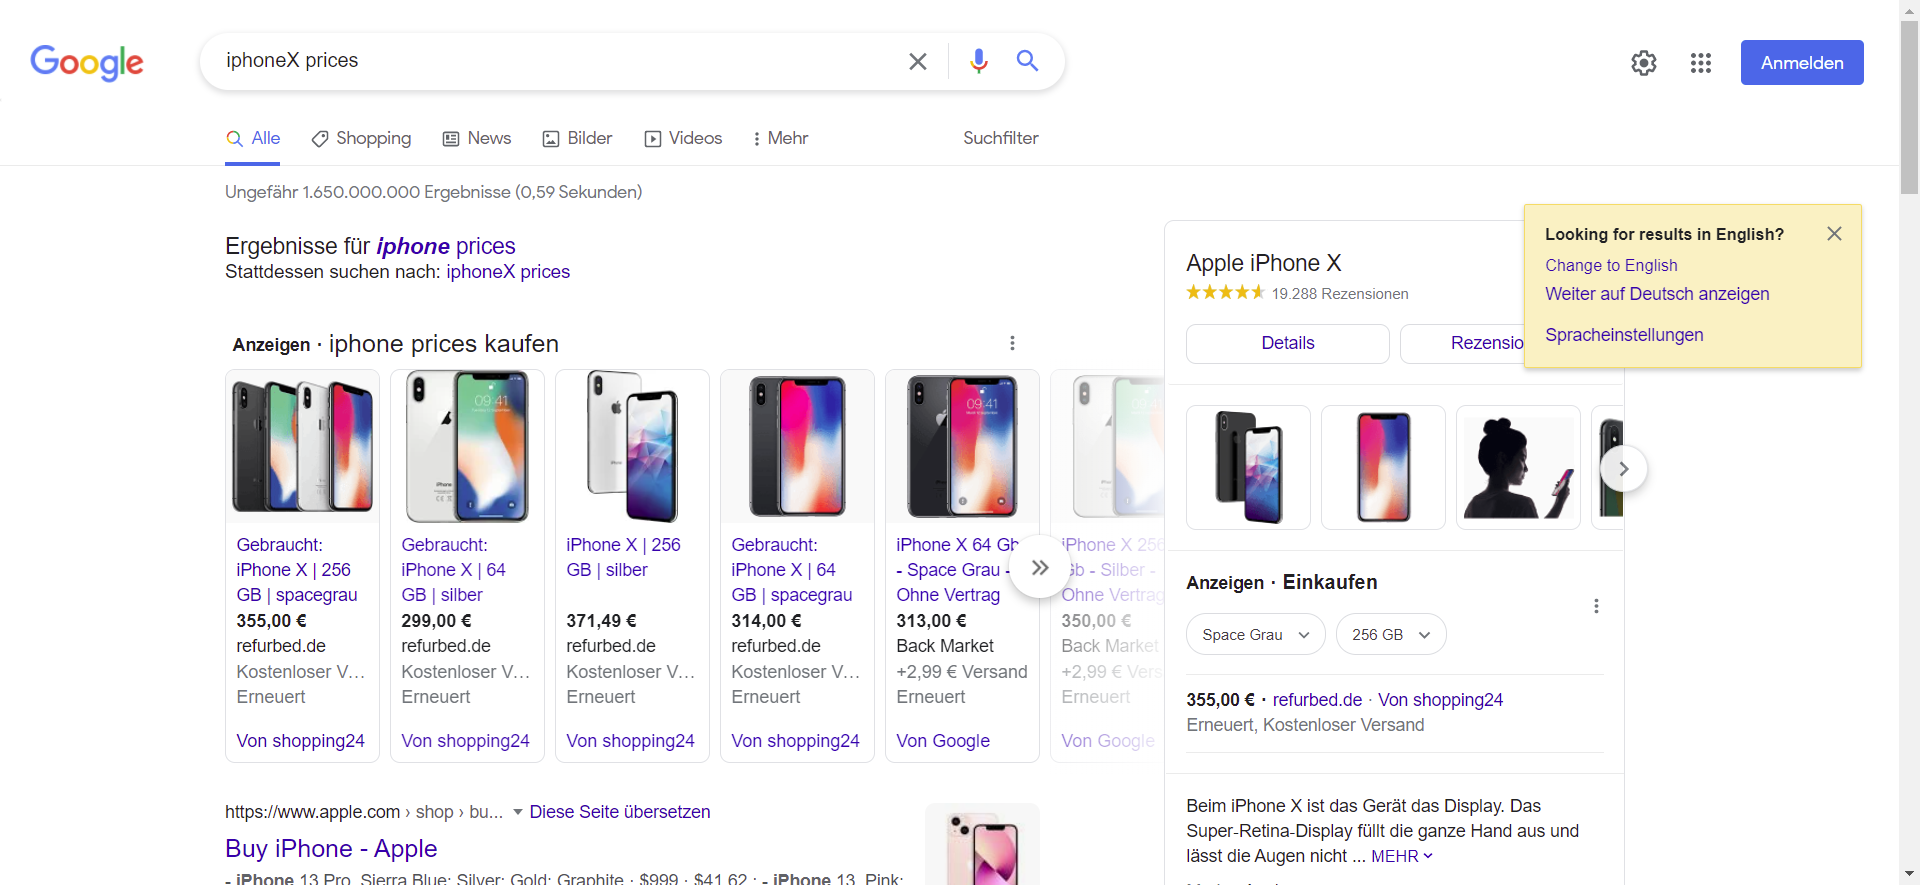 Google
iphoneX prices
Anmelden
Alle
Shopping
News
Bilder
Videos
Mehr
Suchfilter
Ungefähr 1.650.000.000 Ergebnisse (0,59 Sekunden)
Ergebnisse für iphone prices
Stattdessen suchen nach: iphoneX prices
Anzeigen · iphone prices kaufen
Gebraucht:
iPhone X | 256
GB | spacegrau
355,00 €
refurbed.de
Kostenloser V…
Erneuert
Von shopping24
Gebraucht:
iPhone X | 64
GB | silber
299,00 €
refurbed.de
Kostenloser V…
Erneuert
Von shopping24
iPhone X | 256
GB | silber
371,49 €
refurbed.de
Kostenloser V…
Erneuert
Von shopping24
Gebraucht:
iPhone X | 64
GB | spacegrau
314,00 €
refurbed.de
Kostenloser V…
Erneuert
Von shopping24
09:41
iPhone X 64 Gb
- Space Grau -
Ohne Vertrag
313,00 €
Back Market
+2,99 € Versand
Erneuert
Von Google
iPhone X 256
Gb - Silber -
Ohne Vertrag
350,00 €
Back Market
+2,99 € Vers
Erneuert
Von Google
https://www.apple.com › shop › bu...
Diese Seite übersetzen
Buy iPhone - Apple
- iPhone 13 Pro. Sierra Blue; Silver; Gold; Graphite · $999 · $41.62 ; - iPhone 13. Pink;
Apple iPhone X
19.288 Rezensionen
Details
Rezensio
Looking for results in English?
Change to English
Weiter auf Deutsch anzeigen
Spracheinstellungen
Anzeigen · Einkaufen
Space Grau
256 GB
355,00 € · refurbed.de · Von shopping24
Erneuert, Kostenloser Versand
Beim iPhone X ist das Gerät das Display. Das
Super-Retina-Display füllt die ganze Hand aus und
lässt die Augen nicht ... MEHR